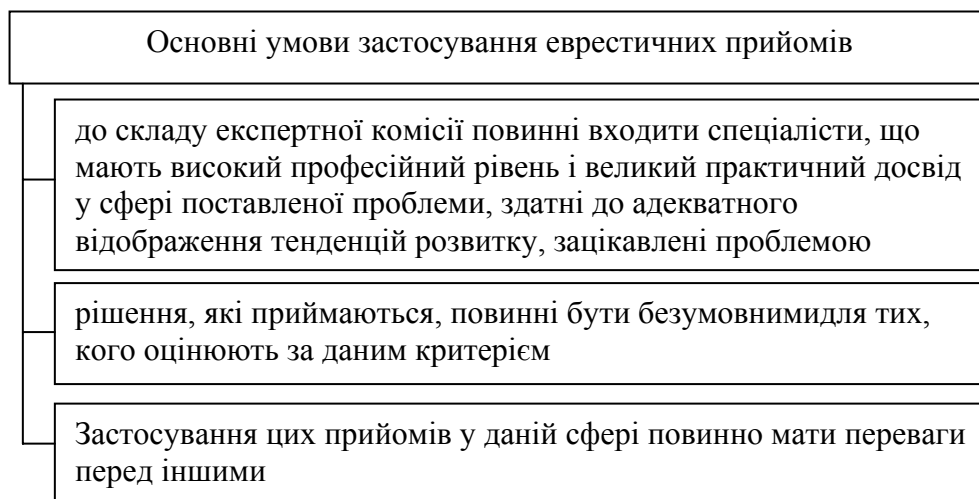 Основні умови застосування еврестичних прийомів
до складу експертної комісії повинні входити спеціалісти, що
мають високий професійний рівень і великий практичний досвід
у сфері поставленої проблеми, здатні до адекватного
відображення тенденцій розвитку, зацікавлені проблемою
рішення, які приймаються, повинні бути безумовнимидля тих,
кого оцінюють за даним критерієм
Застосування цих прийомів у даній сфері повинно мати переваги
перед іншими